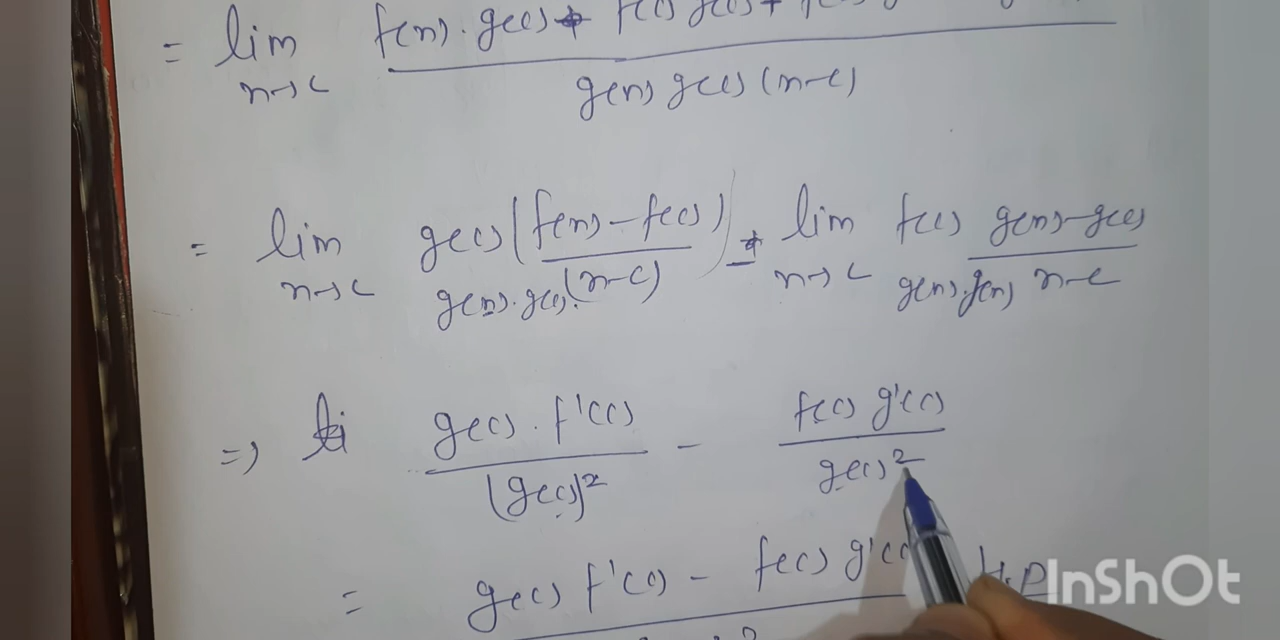 = lim f(n) . g(c) + f(c) g(c) +
n→c g(n) g(c) (n-c)
= lim g(c) (f(n) - f(c)) - lim f(c) g(n)-g(c)
n→c g(n).g(c). (n-c) n→c g(n).g(n) n-c
=) g(c) . f'(c) - f(c) g'(c)
(g(c))² g(c)²
= g(c) f'(c) - f(c) g'(c) H.P
InShOt